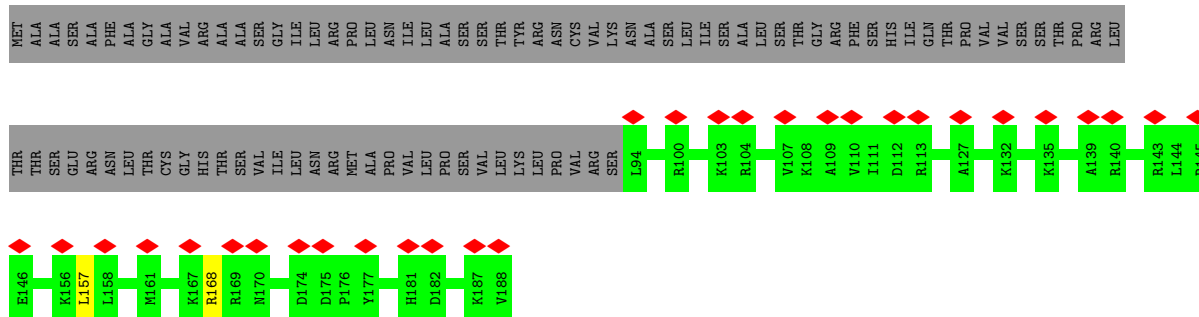 MET ALA ALA SER ALA PHE ALA GLY ALA VAL ARG ALA ALA SER GLY ILE LEU ARG PRO LEU ASN ILE LEU ALA SER SER THR TYR ARG ASN CYS VAL LYS ASN ALA SER LEU ILE SER ALA LEU SER THR GLY ARG PHE SER HIS ILE GLN THR PRO VAL VAL SER SER THR PRO ARG LEU
THR THR SER GLU ARG ASN LEU THR CYS GLY HIS THR SER VAL ILE LEU ASN ARG MET ALA PRO VAL LEU PRO SER VAL LEU LYS LEU PRO VAL ARG SER L94 R100 K103 R104 V107 K108 A109 V110 I111 D112 R113 A127 K132 K135 A139 R140 R143 L144
E146 K156 L157 L158 M161 K167 R168 R169 N170 D174 D175 P176 Y177 H181 D182 K187 V188